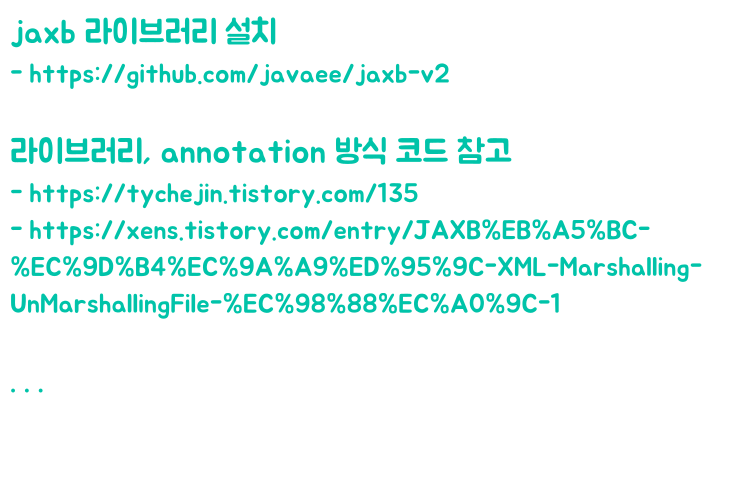 jaxb 라이브러리 설치
- https://github.com/javaee/jaxb-v2
라이브러리, annotation 방식 코드 참고
- https://tychejin.tistory.com/135
- https://xens.tistory.com/entry/JAXB%EB%A5%BC-
%EC%9D%B4%EC%9A%A9%ED%95%9C-XML-Marshalling-
UnMarshallingFile-%EC%98%88%EC%A0%9C-1
...